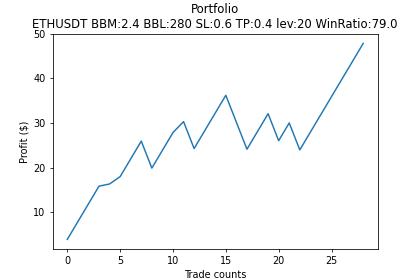 Portfolio
ETHUSDT BBM:2.4 BBL:280 SL:0.6 TP:0.4 lev:20 WinRatio:79.0
50
40
30
20
10
Profit ($)
0 5 10 15 20 25
Trade counts